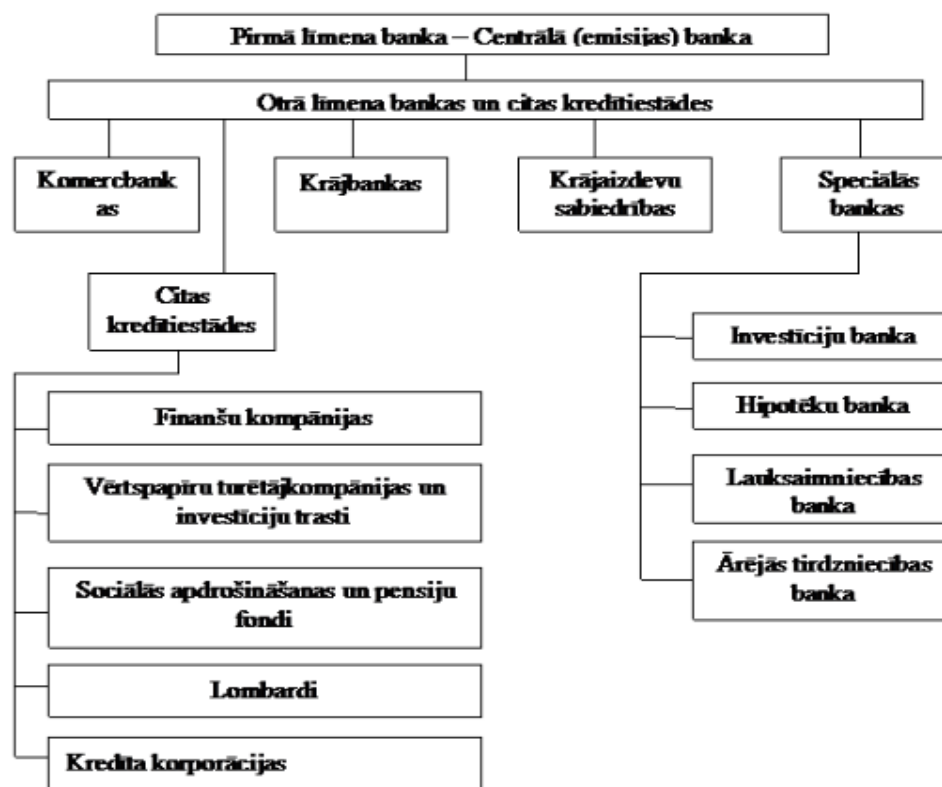 Pirmā līmena banka – Centrālā (emisijas) banka
Otrā līmena bankas un citas kredītiestādes
Komercbank
as
Krājbankas
Krājaizdevu
sabiedrības
Speciālās
bankas
Citas
kredītiestādes
Finanšu kompānijas
Vērtspapīru turētājkompānijas un
investīciju trasti
Sociālās apdrošināšanas un pensiju
fondi
Lombardi
Kredīta korporācijas
Investīciju banka
Hipotēku banka
Lauksaimniecības
banka
Ārējās tirdzniecības
banka